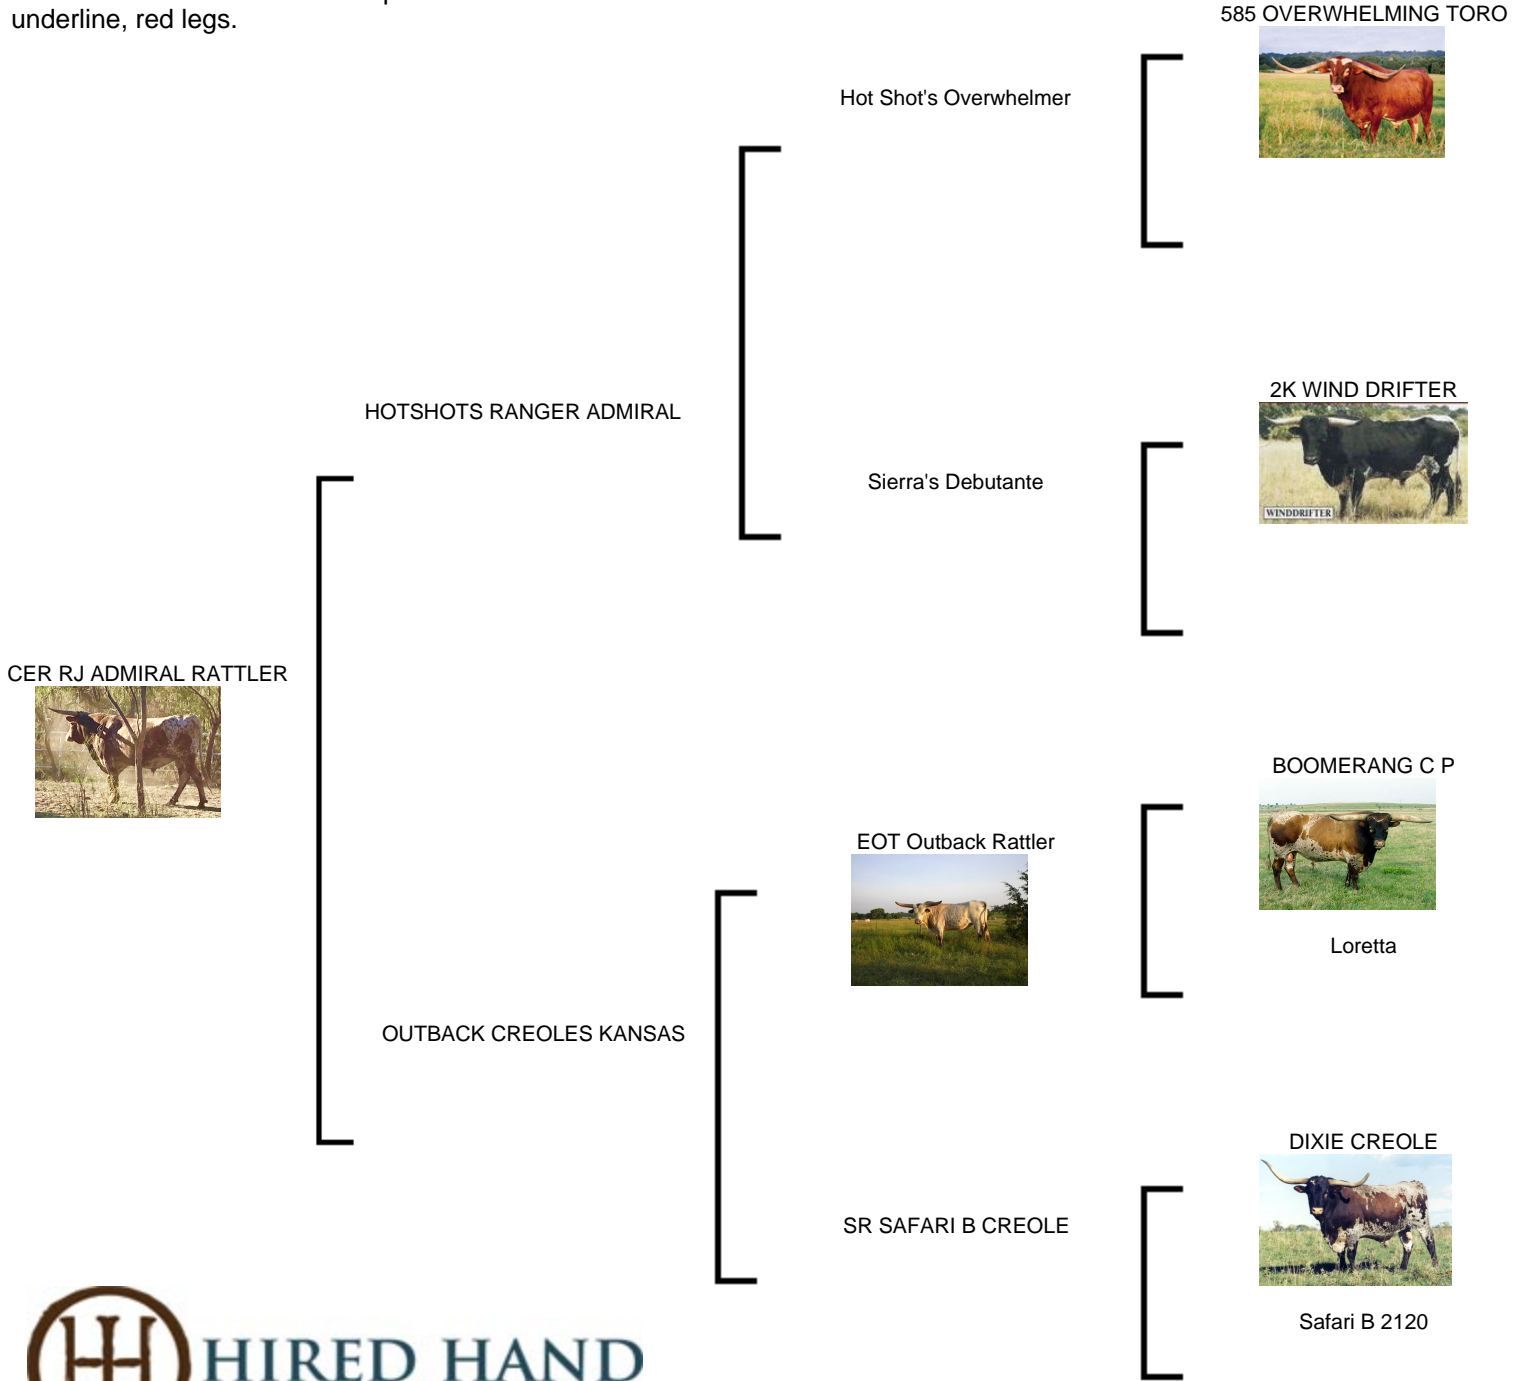 underline, red legs.
585 OVERWHELMING TORO
Hot Shot's Overwhelmer
2K WIND DRIFTER
HOTSHOTS RANGER ADMIRAL
Sierra's Debutante
WINDDRIFTER
CER RJ ADMIRAL RATTLER
BOOMERANG C P
EOT Outback Rattler
Loretta
OUTBACK CREOLES KANSAS
DIXIE CREOLE
SR SAFARI B CREOLE
Safari B 2120
HIRED HAND